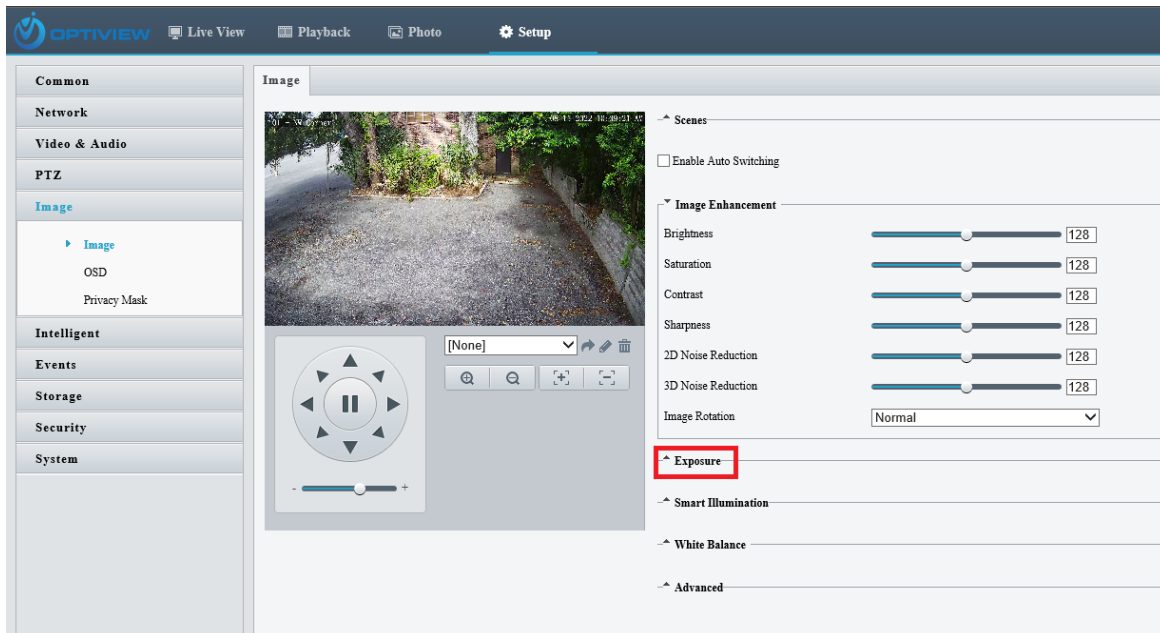 OPTIVIEW
Live View
Playback
Photo
Setup
Common
Network
Video & Audio
PTZ
Image
Image
OSD
Privacy Mask
Intelligent
Events
Storage
Security
System
Image
[None]
- +
Scenes
Enable Auto Switching
Image Enhancement
Brightness 128
Saturation 128
Contrast 128
Sharpness 128
2D Noise Reduction 128
3D Noise Reduction 128
Image Rotation Normal
Exposure
Smart Illumination
White Balance
Advanced